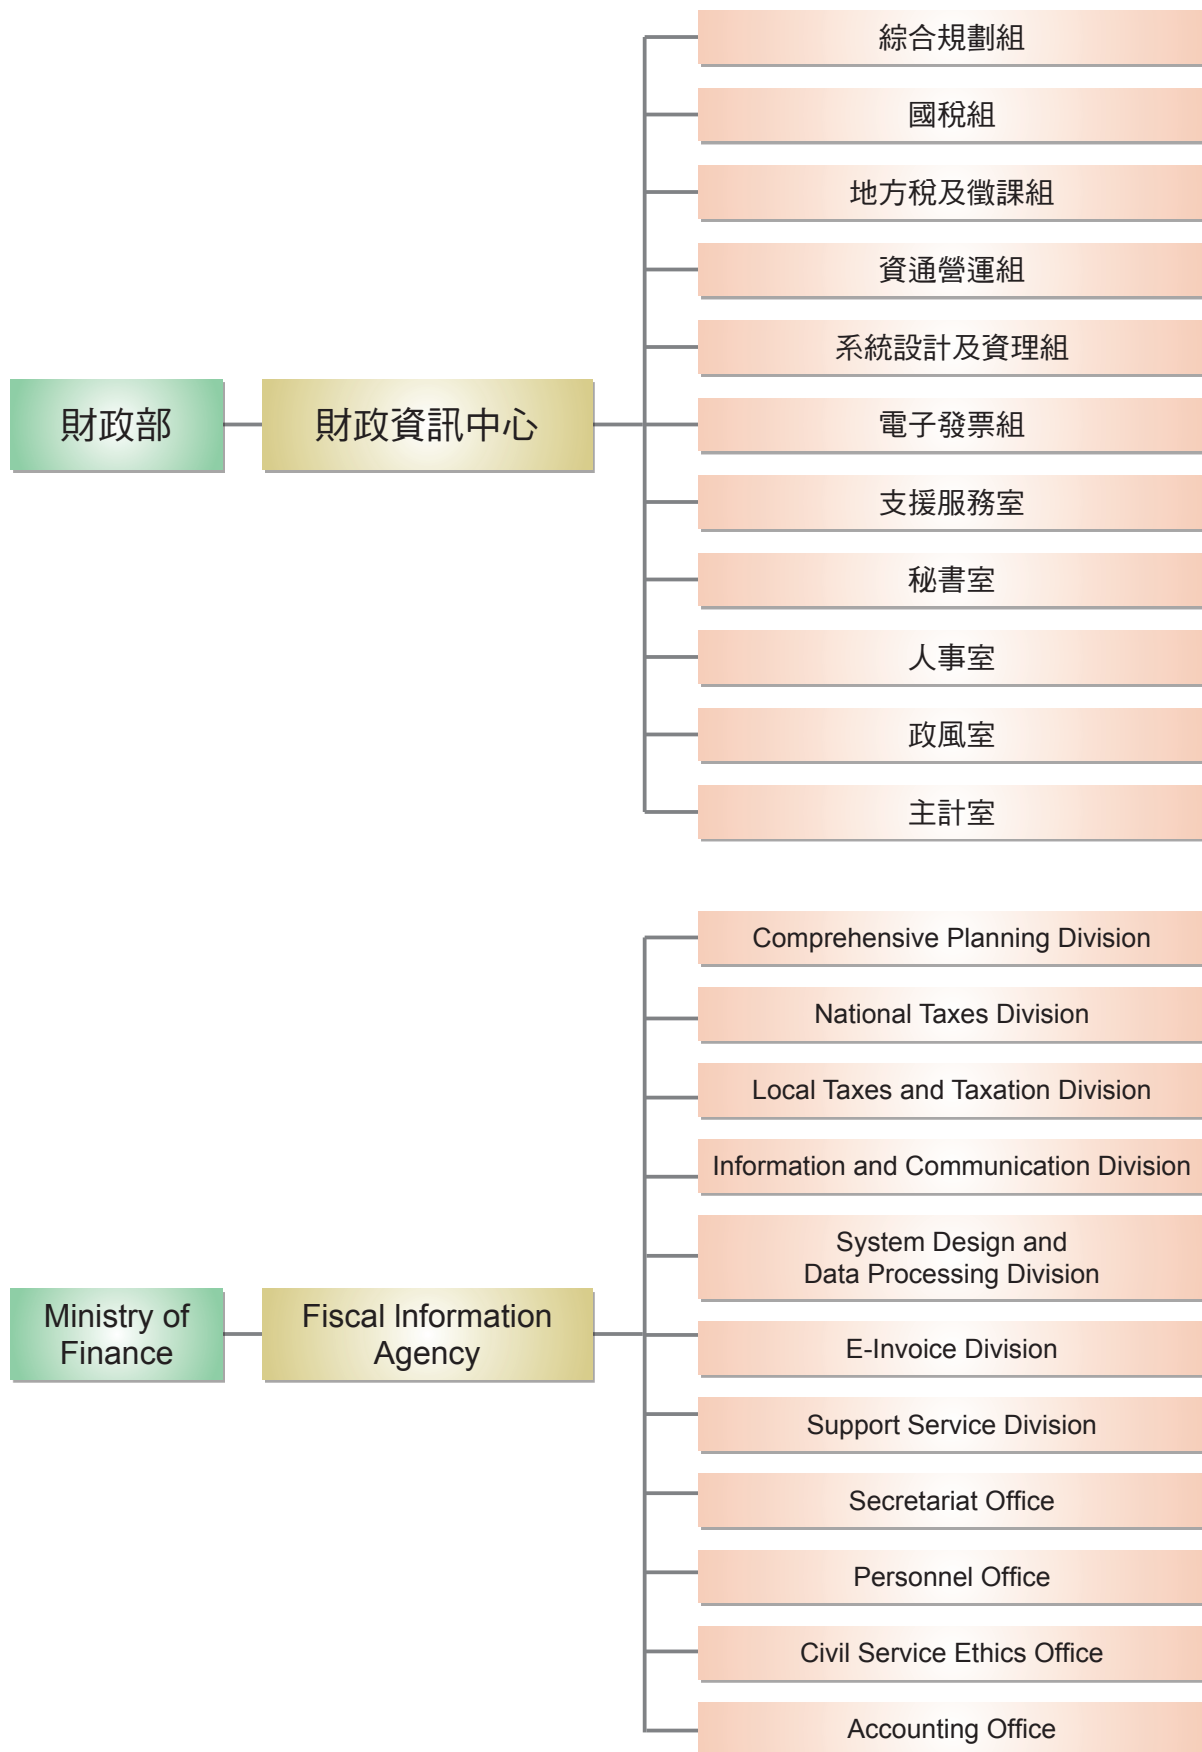 財政部
財政資訊中心
綜合規劃組
國稅組
地方稅及徵課組
資通營運組
系統設計及資理組
電子發票組
支援服務室
秘書室
人事室
政風室
主計室
Ministry of
Finance
Fiscal Information
Agency
Comprehensive Planning Division
National Taxes Division
Local Taxes and Taxation Division
Information and Communication Division
System Design and
Data Processing Division
E-Invoice Division
Support Service Division
Secretariat Office
Personnel Office
Civil Service Ethics Office
Accounting Office